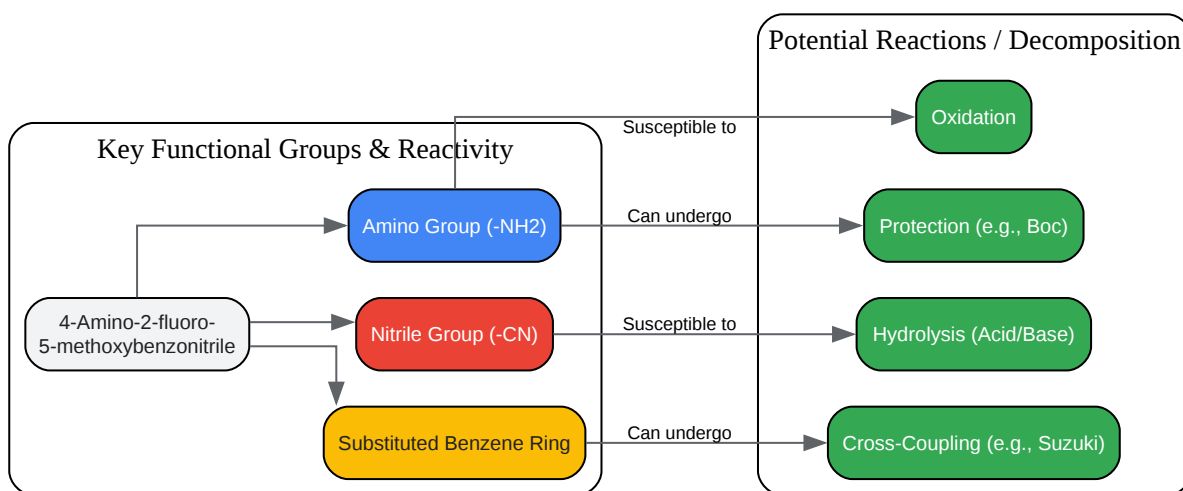 Potential Reactions / Decomposition
Oxidation
Susceptible to
Key Functional Groups & Reactivity
Amino Group (-NH2)
Can undergo
Protection (e.g., Boc)
4-Amino-2-fluoro-
5-methoxybenzonitrile
Nitrile Group (-CN)
Susceptible to
Hydrolysis (Acid/Base)
Substituted Benzene Ring
Can undergo
Cross-Coupling (e.g., Suzuki)